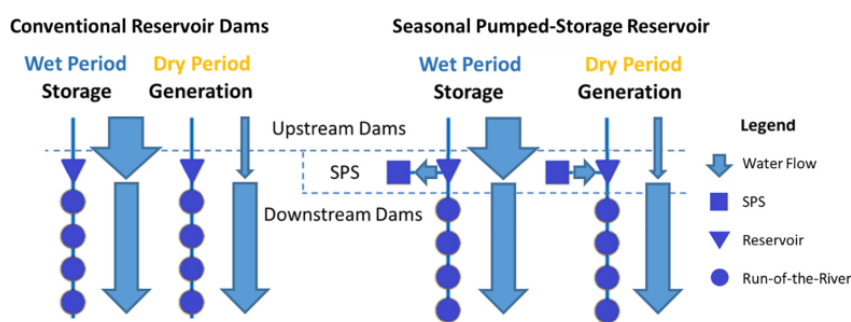 Conventional Reservoir Dams
Wet Period
Storage
Dry Period
Generation
Seasonal Pumped-Storage Reservoir
Wet Period
Storage
Dry Period
Generation
Upstream Dams
SPS
Downstream Dams
Legend
Water Flow
SPS
Reservoir
Run-of-the-River